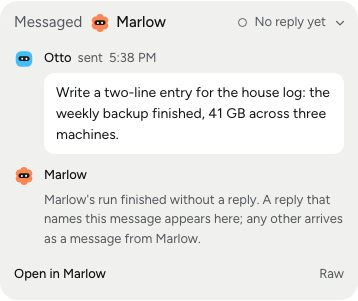 Messaged Marlow No reply yet
Otto sent 5:38 PM
Write a two-line entry for the house log: the
weekly backup finished, 41 GB across three
machines.
Marlow
Marlow's run finished without a reply. A reply that
names this message appears here; any other arrives
as a message from Marlow.
Open in Marlow Raw